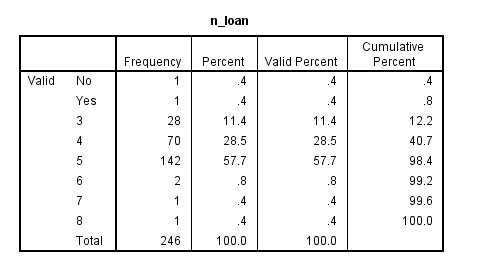 n_loan
Frequency Percent Valid Percent Cumulative Percent
Valid No 1 .4 .4 .4
Yes 1 .4 .4 .8
3 28 11.4 11.4 12.2
4 70 28.5 28.5 40.7
5 142 57.7 57.7 98.4
6 2 .8 .8 99.2
7 1 .4 .4 99.6
8 1 .4 .4 100.0
Total 246 100.0 100.0